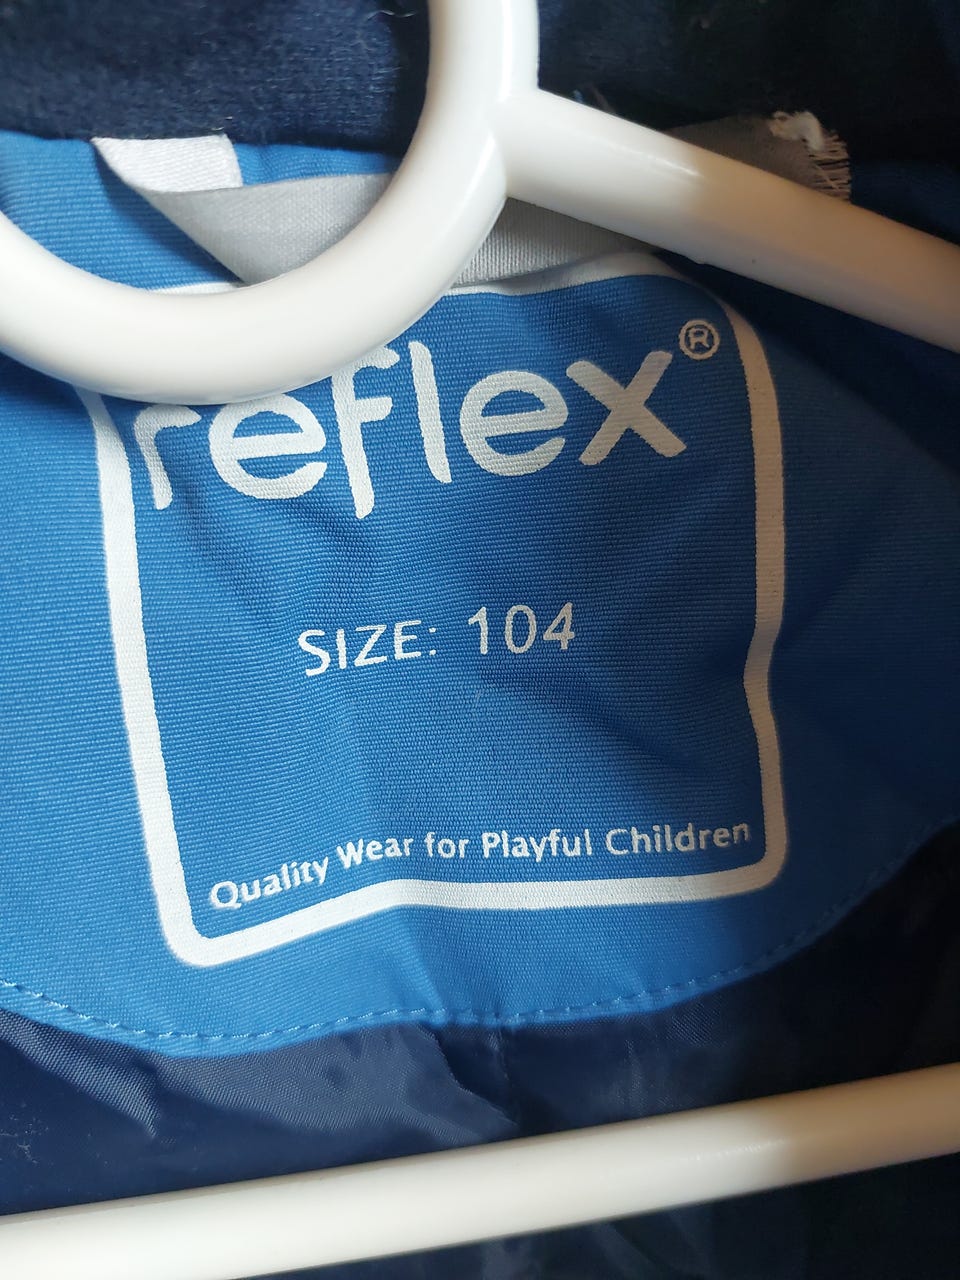 reflex®
SIZE: 104
Quality Wear for Playful Children